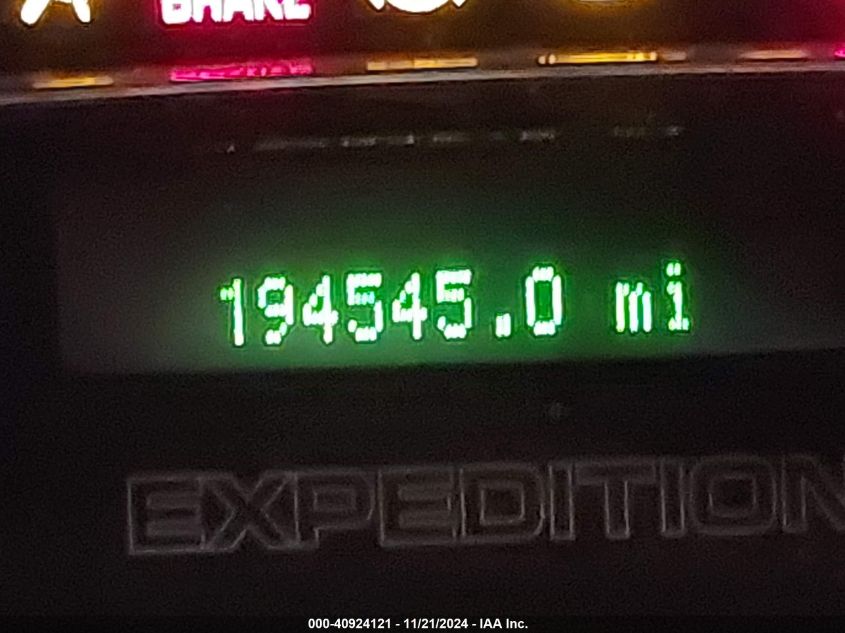 BRAKE
194545.0 mi
EXPEDITION
000-40924121 - 11/21/2024 - IAA Inc.